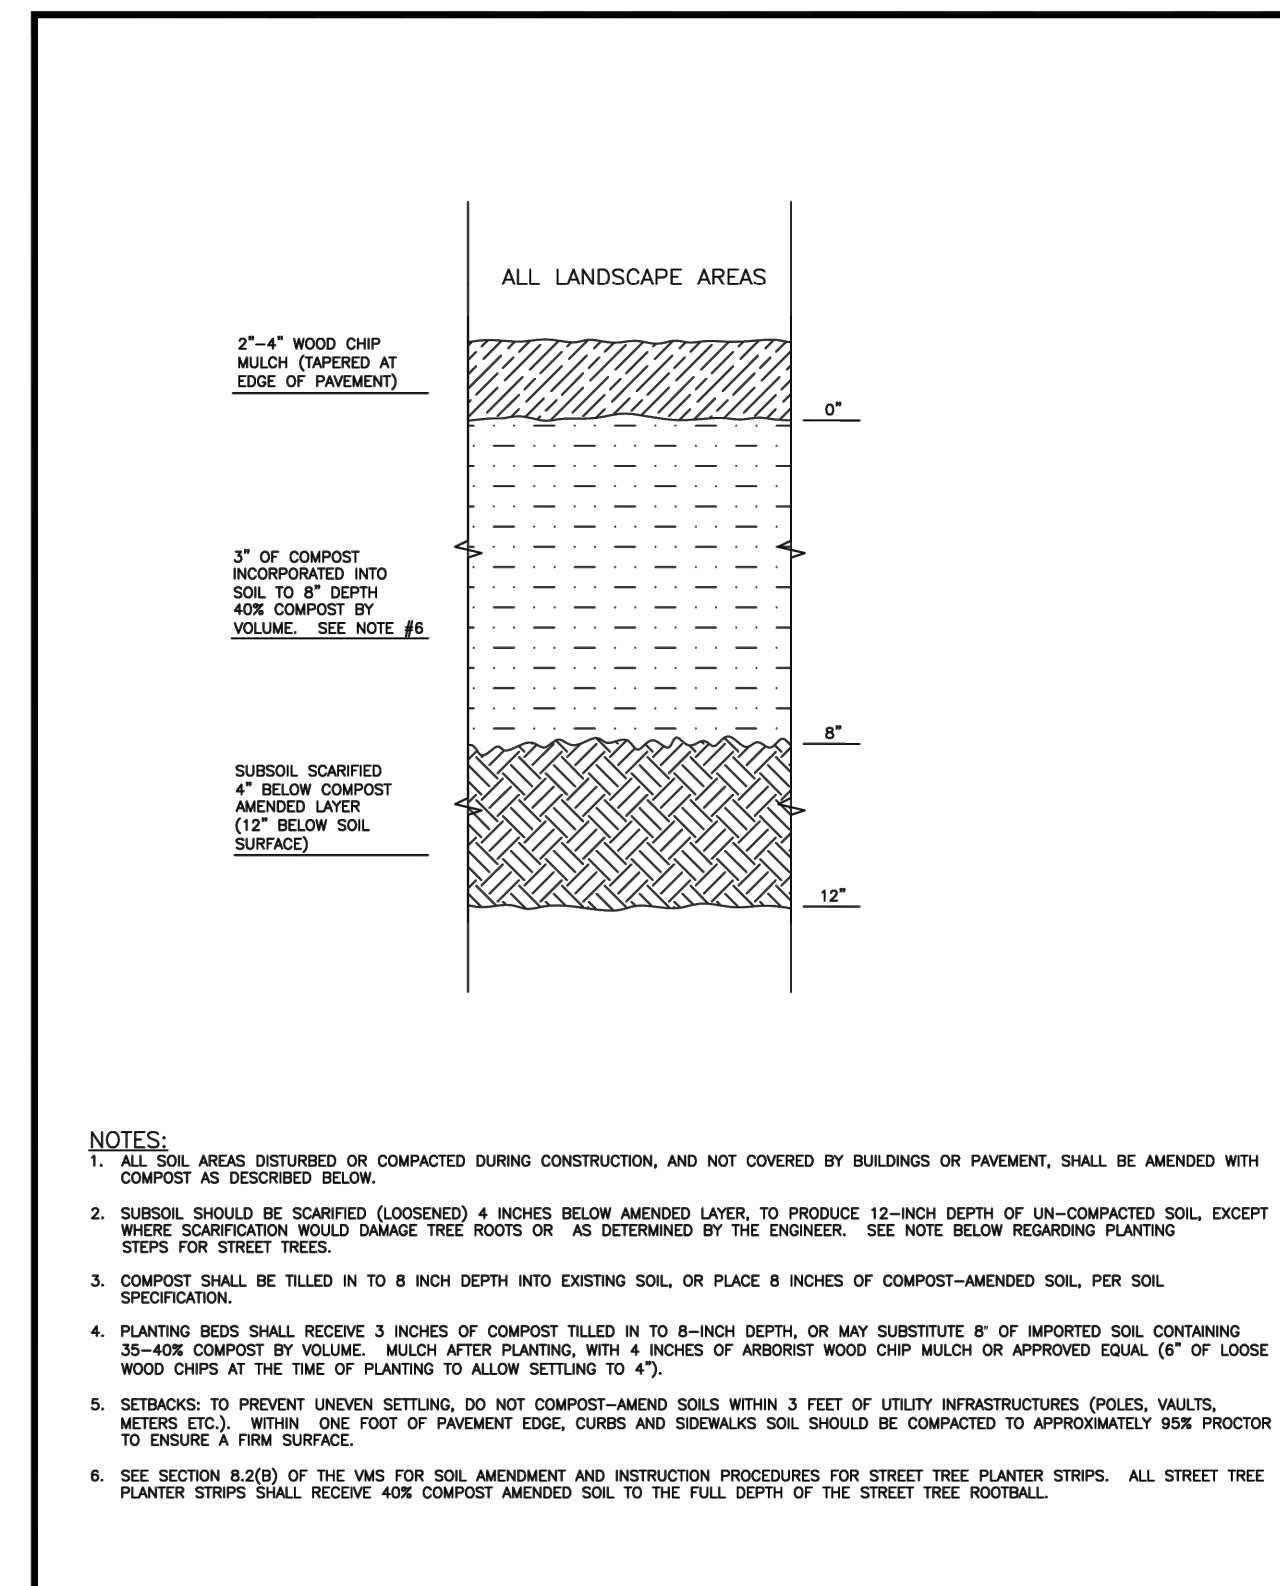 ALL LANDSCAPE AREAS
2"-4" WOOD CHIP
MULCH (TAPERED AT
EDGE OF PAVEMENT)
0"
3" OF COMPOST
INCORPORATED INTO
SOIL TO 8" DEPTH
40% COMPOST BY
VOLUME. SEE NOTE #6
8"
SUBSOIL SCARIFIED
4" BELOW COMPOST
AMENDED LAYER
(12" BELOW SOIL
SURFACE)
12"
NOTES:
1. ALL SOIL AREAS DISTURBED OR COMPACTED DURING CONSTRUCTION, AND NOT COVERED BY BUILDINGS OR PAVEMENT, SHALL BE AMENDED WITH
COMPOST AS DESCRIBED BELOW.
2. SUBSOIL SHOULD BE SCARIFIED (LOOSENED) 4 INCHES BELOW AMENDED LAYER, TO PRODUCE 12-INCH DEPTH OF UN-COMPACTED SOIL, EXCEPT
WHERE SCARIFICATION WOULD DAMAGE TREE ROOTS OR AS DETERMINED BY THE ENGINEER. SEE NOTE BELOW REGARDING PLANTING
STEPS FOR STREET TREES.
3. COMPOST SHALL BE TILLED IN TO 8 INCH DEPTH INTO EXISTING SOIL, OR PLACE 8 INCHES OF COMPOST-AMENDED SOIL, PER SOIL
SPECIFICATION.
4. PLANTING BEDS SHALL RECEIVE 3 INCHES OF COMPOST TILLED IN TO 8-INCH DEPTH, OR MAY SUBSTITUTE 8" OF IMPORTED SOIL CONTAINING
35-40% COMPOST BY VOLUME. MULCH AFTER PLANTING, WITH 4 INCHES OF ARBORIST WOOD CHIP MULCH OR APPROVED EQUAL (6" OF LOOSE
WOOD CHIPS AT THE TIME OF PLANTING TO ALLOW SETTLING TO 4").
5. SETBACKS: TO PREVENT UNEVEN SETTLING, DO NOT COMPOST-AMEND SOILS WITHIN 3 FEET OF UTILITY INFRASTRUCTURES (POLES, VAULTS,
METERS ETC.). WITHIN ONE FOOT OF PAVEMENT EDGE, CURBS AND SIDEWALKS SOIL SHOULD BE COMPACTED TO APPROXIMATELY 95% PROCTOR
TO ENSURE A FIRM SURFACE.
6. SEE SECTION 8.2(B) OF THE VMS FOR SOIL AMENDMENT AND INSTRUCTION PROCEDURES FOR STREET TREE PLANTER STRIPS. ALL STREET TREE
PLANTER STRIPS SHALL RECEIVE 40% COMPOST AMENDED SOIL TO THE FULL DEPTH OF THE STREET TREE ROOTBALL.